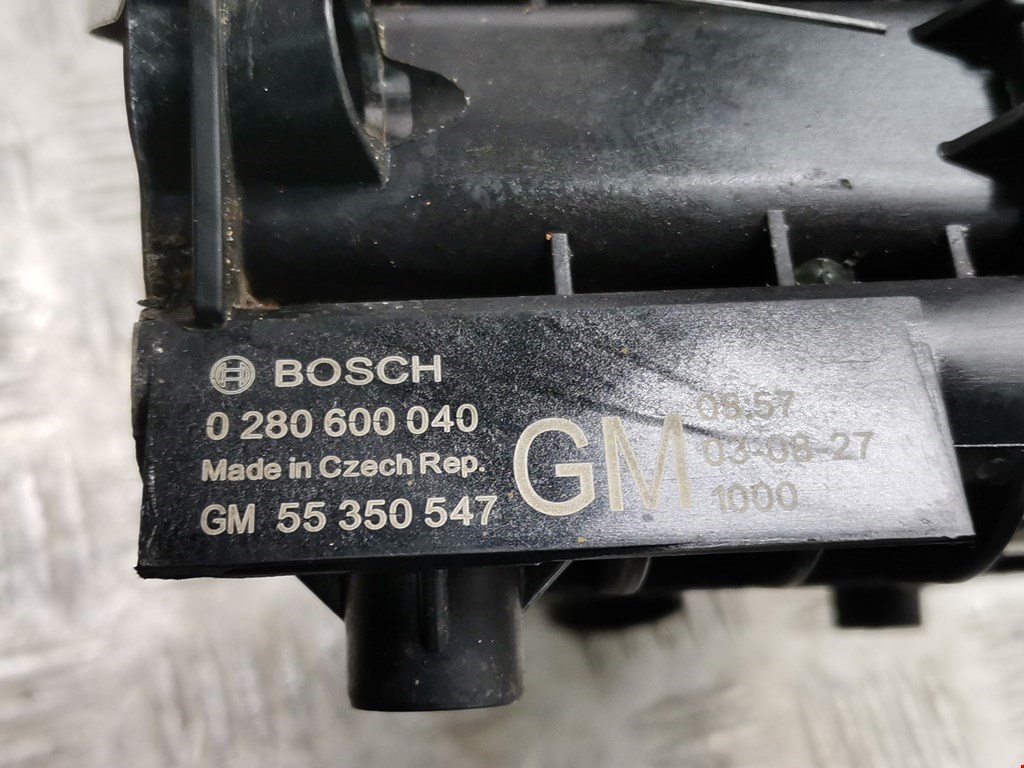 BOSCH
0 280 600 040
Made in Czech Rep.
GM 55 350 547
GM
08.57
03-08-27
1000